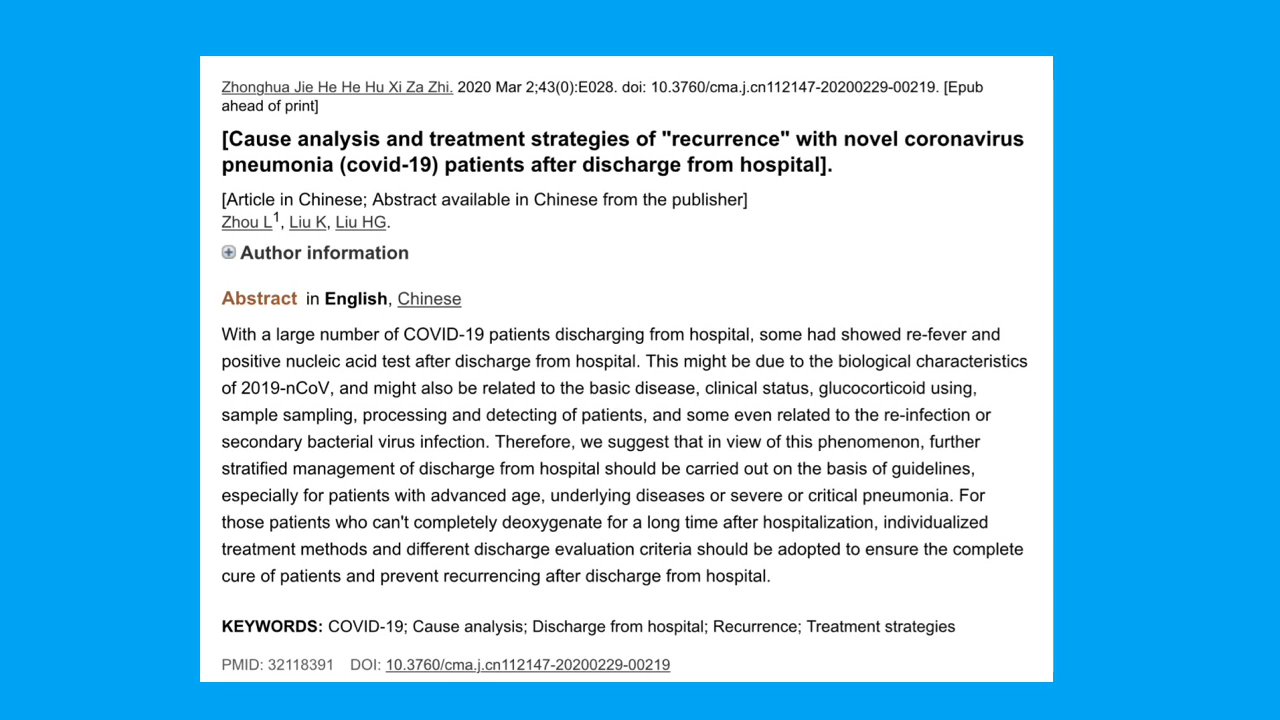 Zhonghua Jie He He Hu Xi Za Zhi. 2020 Mar 2;43(0):E028. doi: 10.3760/cma.j.cn112147-20200229-00219. [Epub
ahead of print]
[Cause analysis and treatment strategies of "recurrence" with novel coronavirus
pneumonia (covid-19) patients after discharge from hospital].
[Article in Chinese; Abstract available in Chinese from the publisher]
Zhou L1, Liu K, Liu HG.
Author information
Abstract in English, Chinese
With a large number of COVID-19 patients discharging from hospital, some had showed re-fever and
positive nucleic acid test after discharge from hospital. This might be due to the biological characteristics
of 2019-nCoV, and might also be related to the basic disease, clinical status, glucocorticoid using,
sample sampling, processing and detecting of patients, and some even related to the re-infection or
secondary bacterial virus infection. Therefore, we suggest that in view of this phenomenon, further
stratified management of discharge from hospital should be carried out on the basis of guidelines,
especially for patients with advanced age, underlying diseases or severe or critical pneumonia. For
those patients who can't completely deoxygenate for a long time after hospitalization, individualized
treatment methods and different discharge evaluation criteria should be adopted to ensure the complete
cure of patients and prevent recurrencing after discharge from hospital.
KEYWORDS: COVID-19; Cause analysis; Discharge from hospital; Recurrence; Treatment strategies
PMID: 32118391 DOI: 10.3760/cma.j.cn112147-20200229-00219